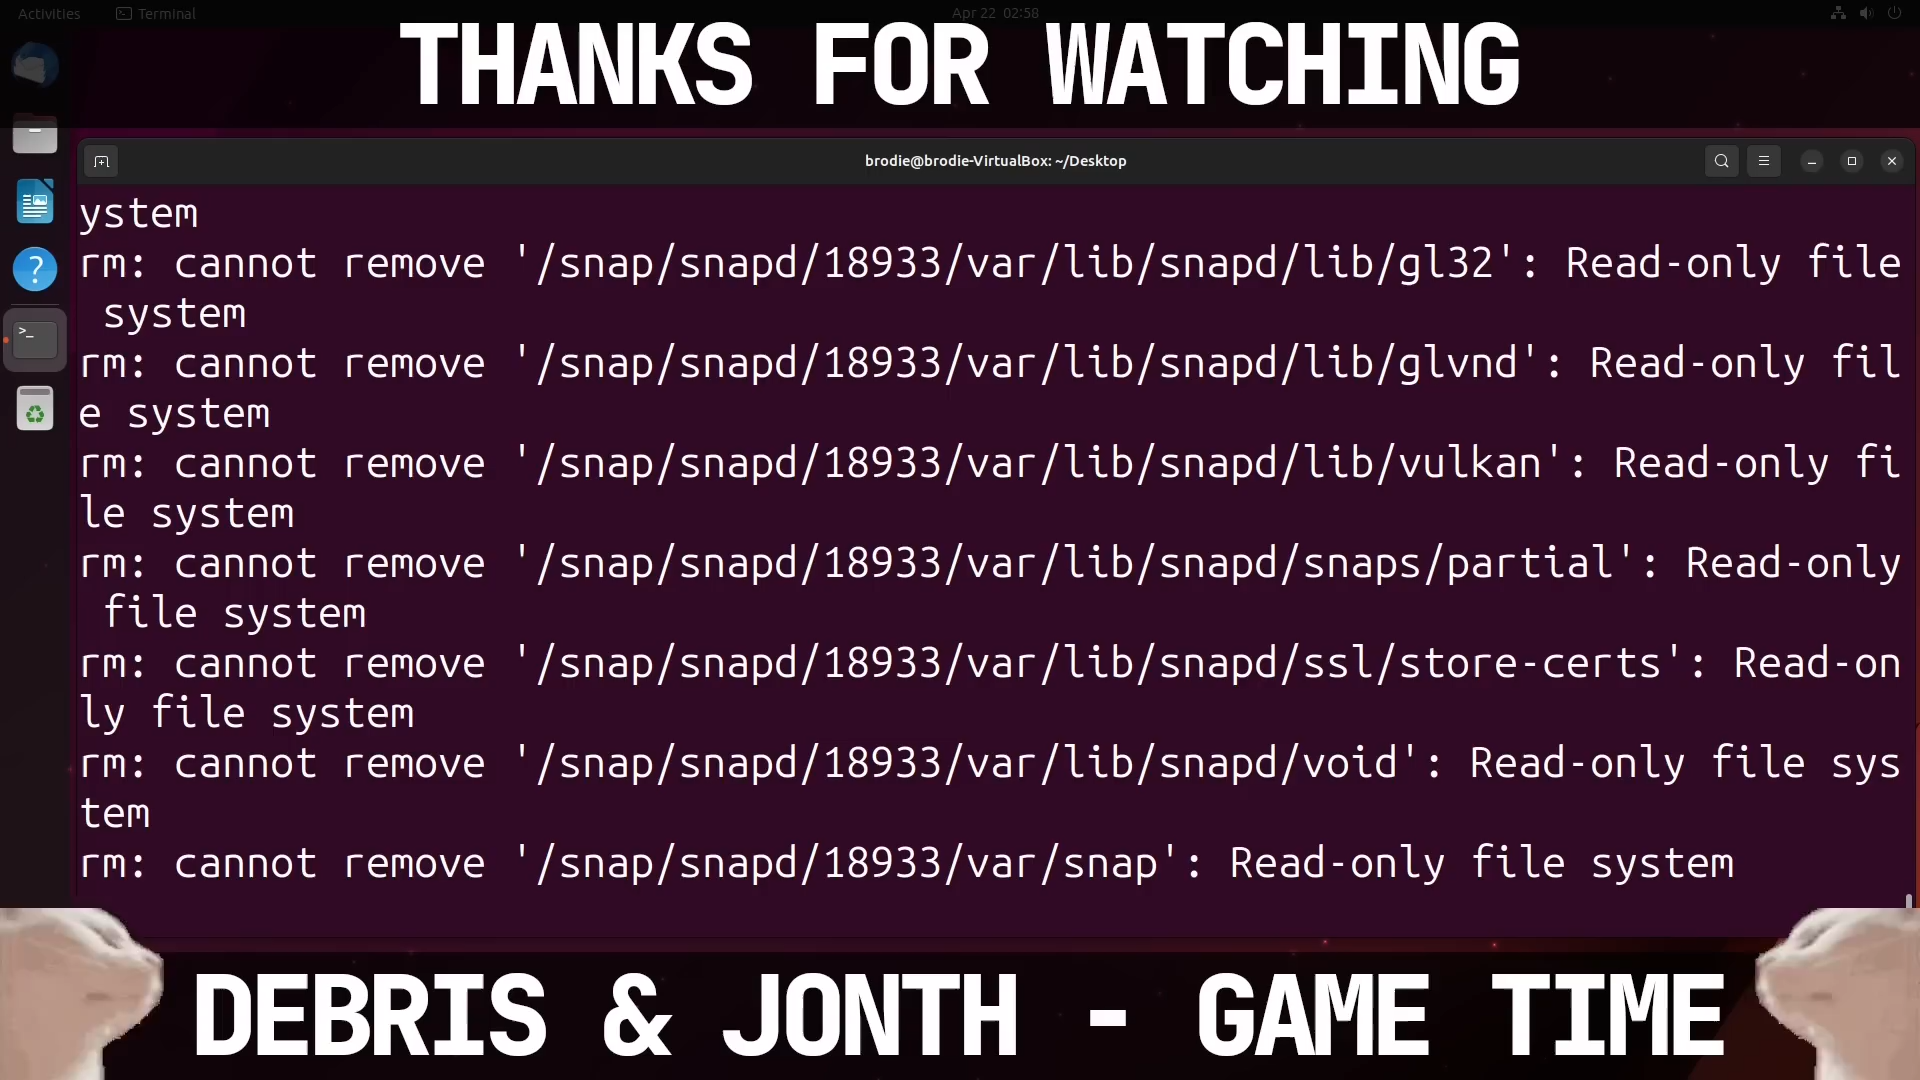 Activities Terminal Apr 22 02:58
THANKS FOR WATCHING
brodie@brodie-VirtualBox: ~/Desktop
ystem
rm: cannot remove '/snap/snapd/18933/var/lib/snapd/lib/gl32': Read-only file
 system
rm: cannot remove '/snap/snapd/18933/var/lib/snapd/lib/glvnd': Read-only fil
e system
rm: cannot remove '/snap/snapd/18933/var/lib/snapd/lib/vulkan': Read-only fi
le system
rm: cannot remove '/snap/snapd/18933/var/lib/snapd/snaps/partial': Read-only
 file system
rm: cannot remove '/snap/snapd/18933/var/lib/snapd/ssl/store-certs': Read-on
ly file system
rm: cannot remove '/snap/snapd/18933/var/lib/snapd/void': Read-only file sys
tem
rm: cannot remove '/snap/snapd/18933/var/snap': Read-only file system
DEBRIS & JONTH - GAME TIME